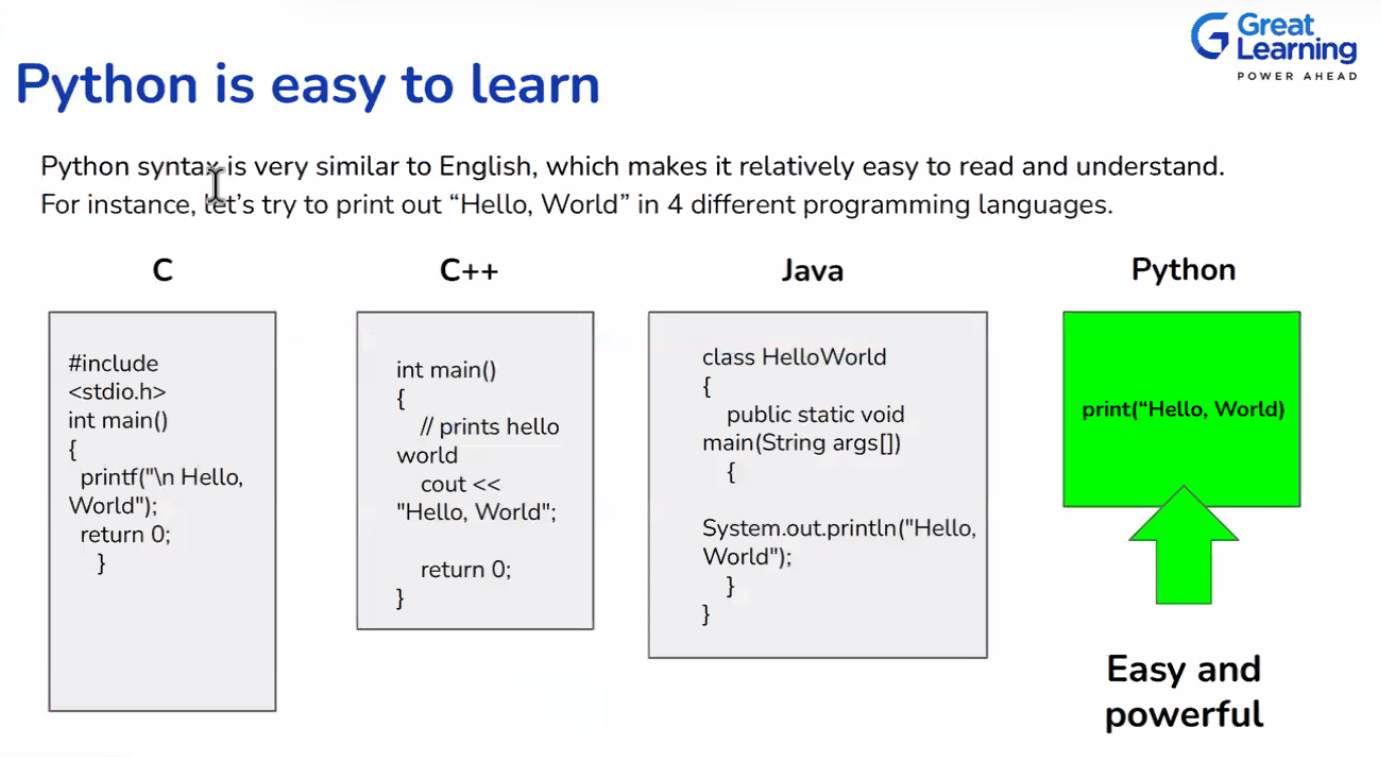 Great
Learning
POWER AHEAD
Python is easy to learn
Python syntax is very similar to English, which makes it relatively easy to read and understand.
For instance, let’s try to print out “Hello, World” in 4 different programming languages.
C
#include
<stdio.h>
int main()
{
printf("\n Hello,
World");
return 0;
}
C++
int main()
{
// prints hello
world
cout <<
"Hello, World";
return 0;
}
Java
class HelloWorld
{
public static void
main(String args[])
{
System.out.println("Hello,
World");
}
}
Python
print(“Hello, World)
Easy and
powerful